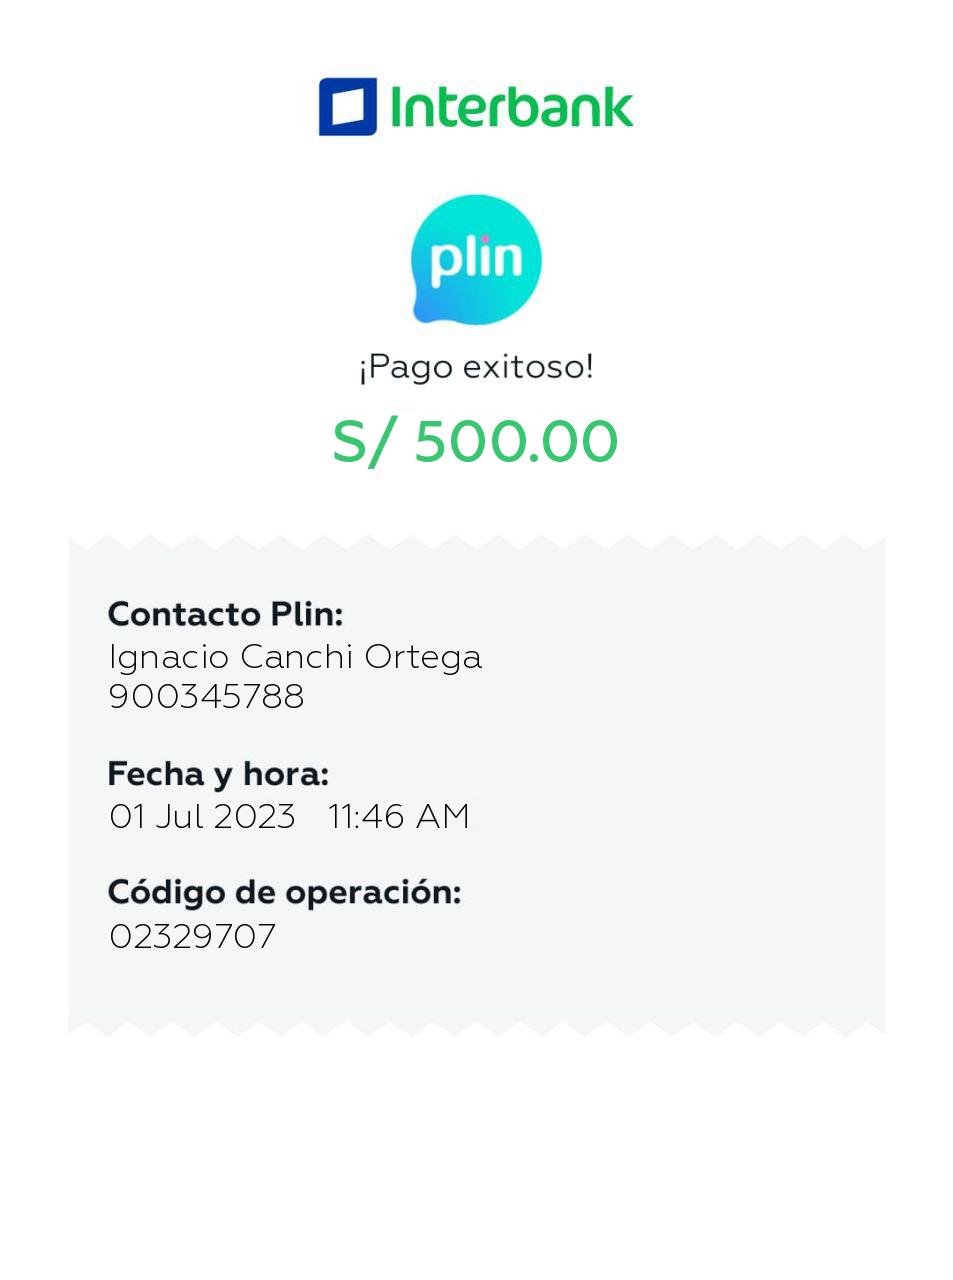 Interbank
plin
¡Pago exitoso!
S/ 500.00
Contacto Plin:
Ignacio Canchi Ortega
900345788
Fecha y hora:
01 Jul 2023 11:46 AM
Código de operación:
02329707